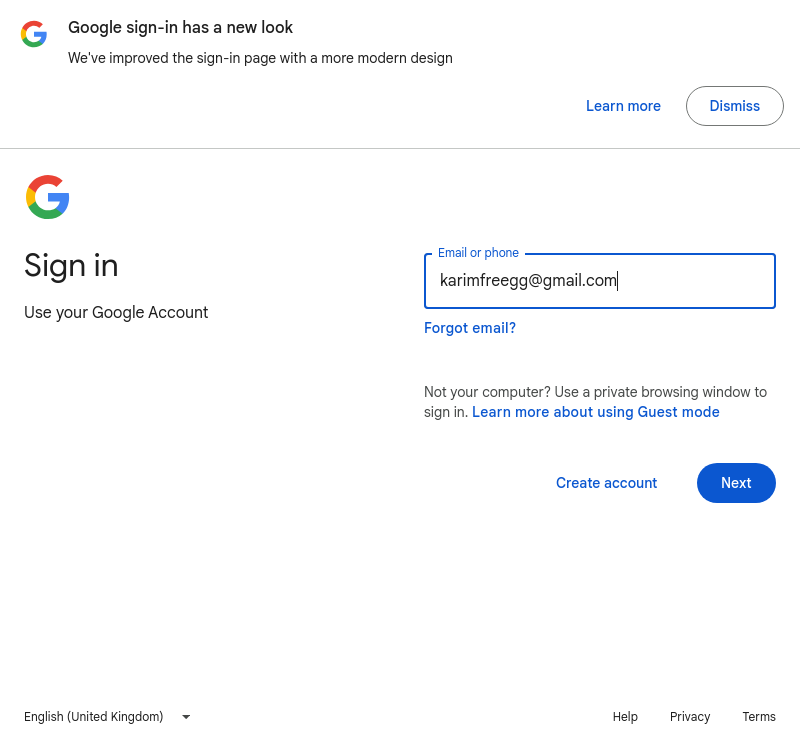 Google sign-in has a new look
We've improved the sign-in page with a more modern design
Learn more
Dismiss
Sign in
Use your Google Account
Email or phone
karimfreegg@gmail.com
Forgot email?
Not your computer? Use a private browsing window to
sign in. Learn more about using Guest mode
Create account
Next
English (United Kingdom)
Help
Privacy
Terms